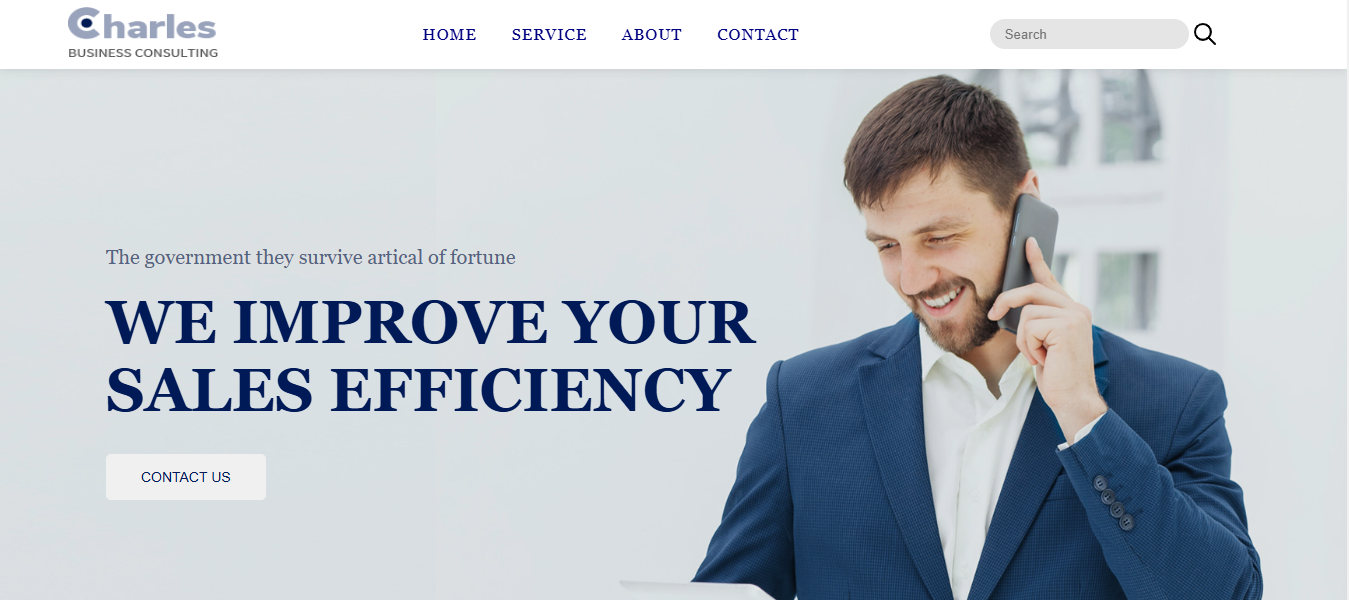 Charles
BUSINESS CONSULTING
HOME SERVICE ABOUT CONTACT
Search
The government they survive artical of fortune
WE IMPROVE YOUR
SALES EFFICIENCY
CONTACT US